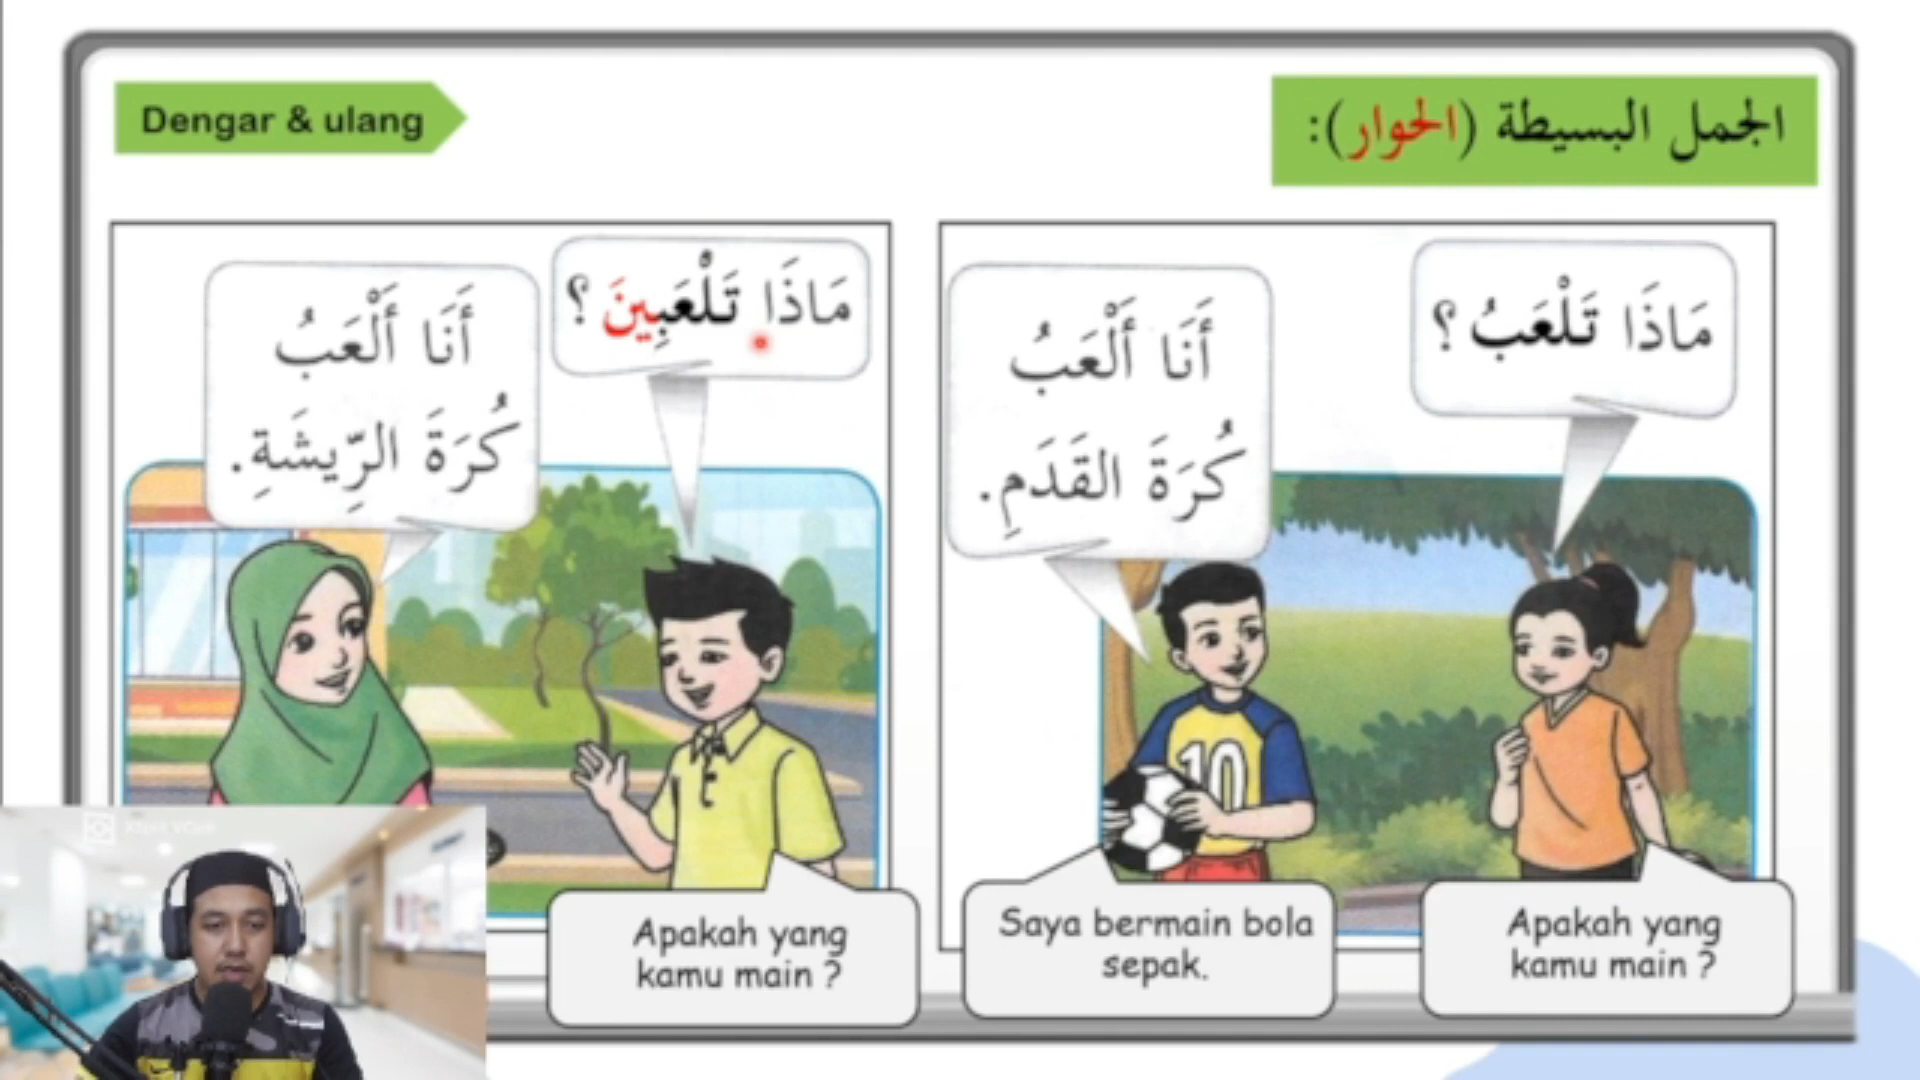 Dengar & ulang
الجمل البسيطة (الحوار):
مَاذَا تَلْعَبُ ؟
أَنَا أَلْعَبُ
كُرَةَ القَدَمِ.
مَاذَا تَلْعَبِينَ ؟
أَنَا أَلْعَبُ
كُرَةَ الرِّيشَةِ.
10
Apakah yang
kamu main ?
Saya bermain bola
sepak.
Apakah yang
kamu main ?